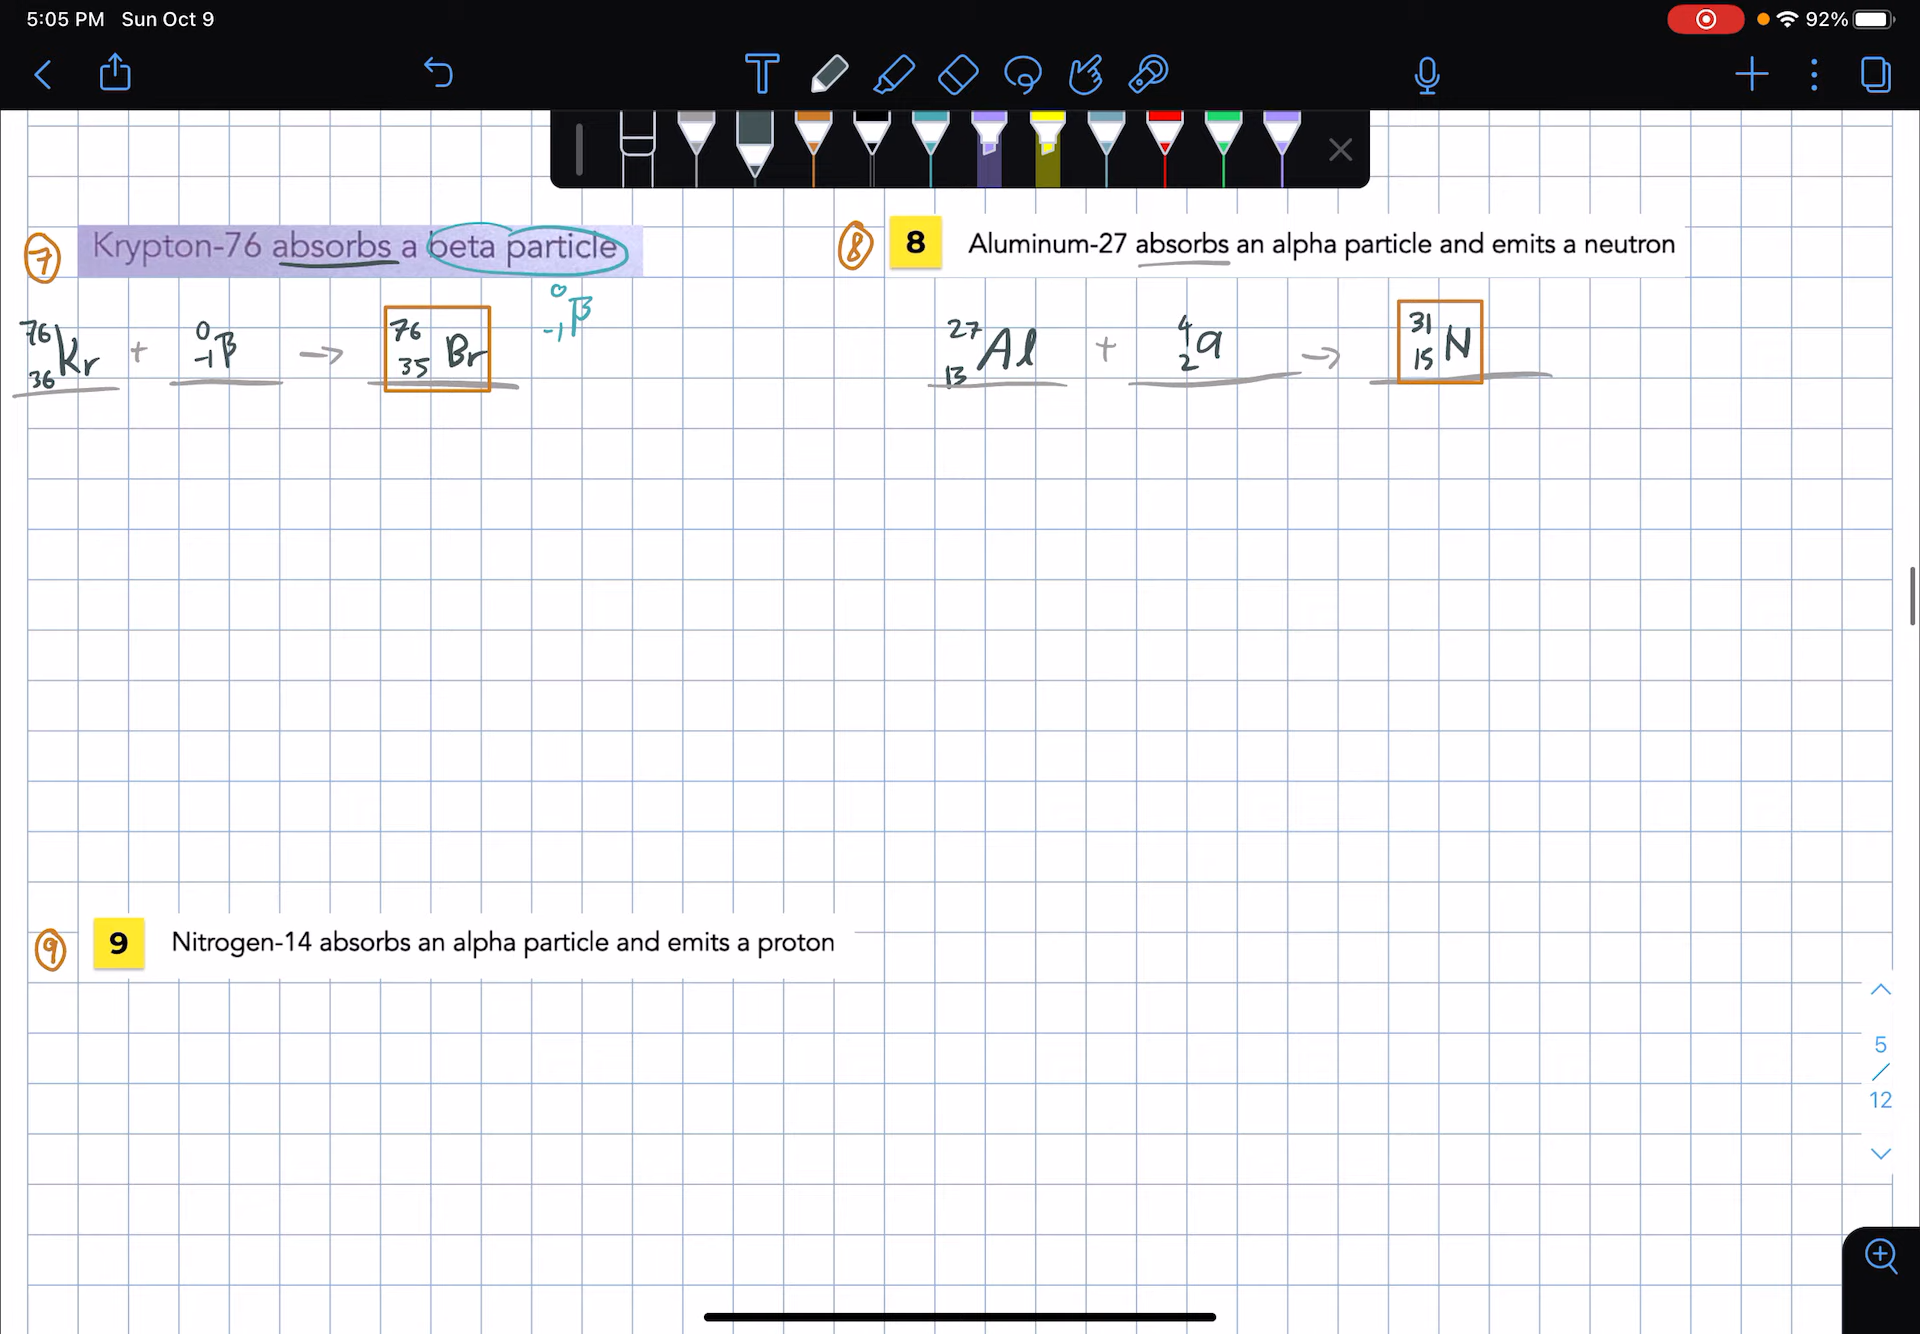 5:05 PM Sun Oct 9
92%
T
7 Krypton-76 absorbs a beta particle
0 -1 β
76 36 Kr + 0 -1 β → 76 35 Br
8 8 Aluminum-27 absorbs an alpha particle and emits a neutron
27 13 Al + 4 2 α → 31 15 N
9 9 Nitrogen-14 absorbs an alpha particle and emits a proton
5
/
12